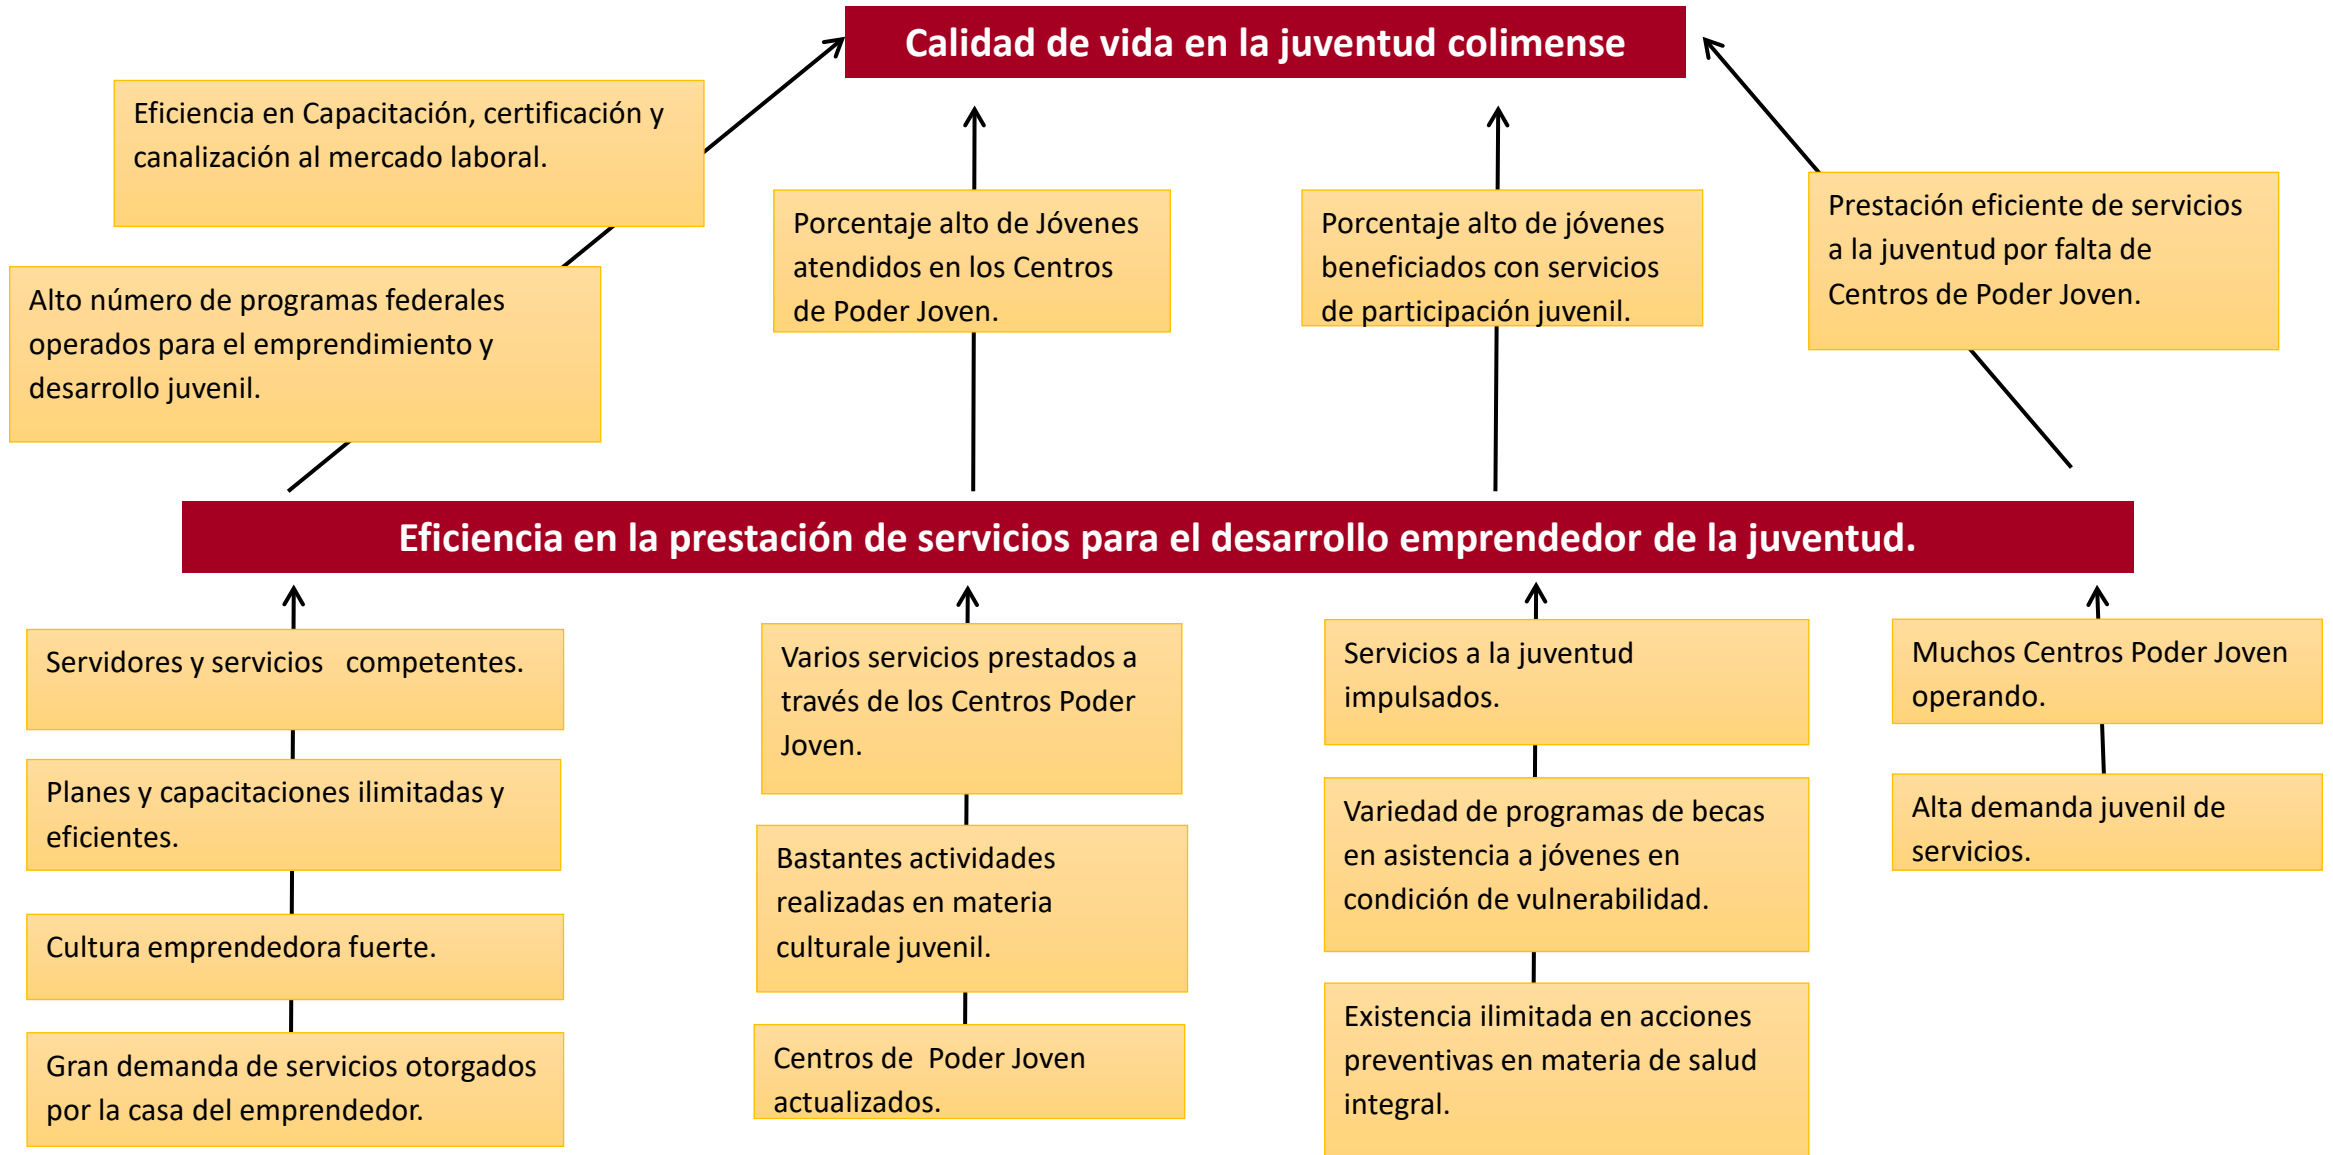 Calidad de vida en la juventud colimense
Eficiencia en Capacitación, certificación y
canalización al mercado laboral.
Alto número de programas federales
operados para el emprendimiento y
desarrollo juvenil.
Porcentaje alto de Jóvenes
atendidos en los Centros
de Poder Joven.
Porcentaje alto de jóvenes
beneficiados con servicios
de participación juvenil.
Prestación eficiente de servicios
a la juventud por falta de
Centros de Poder Joven.
Eficiencia en la prestación de servicios para el desarrollo emprendedor de la juventud.
Servidores y servicios   competentes.
Planes y capacitaciones ilimitadas y
eficientes.
Cultura emprendedora fuerte.
Gran demanda de servicios otorgados
por la casa del emprendedor.
Varios servicios prestados a
través de los Centros Poder
Joven.
Bastantes actividades
realizadas en materia
culturale juvenil.
Centros de  Poder Joven
actualizados.
Servicios a la juventud
impulsados.
Variedad de programas de becas
en asistencia a jóvenes en
condición de vulnerabilidad.
Existencia ilimitada en acciones
preventivas en materia de salud
integral.
Muchos Centros Poder Joven
operando.
Alta demanda juvenil de
servicios.